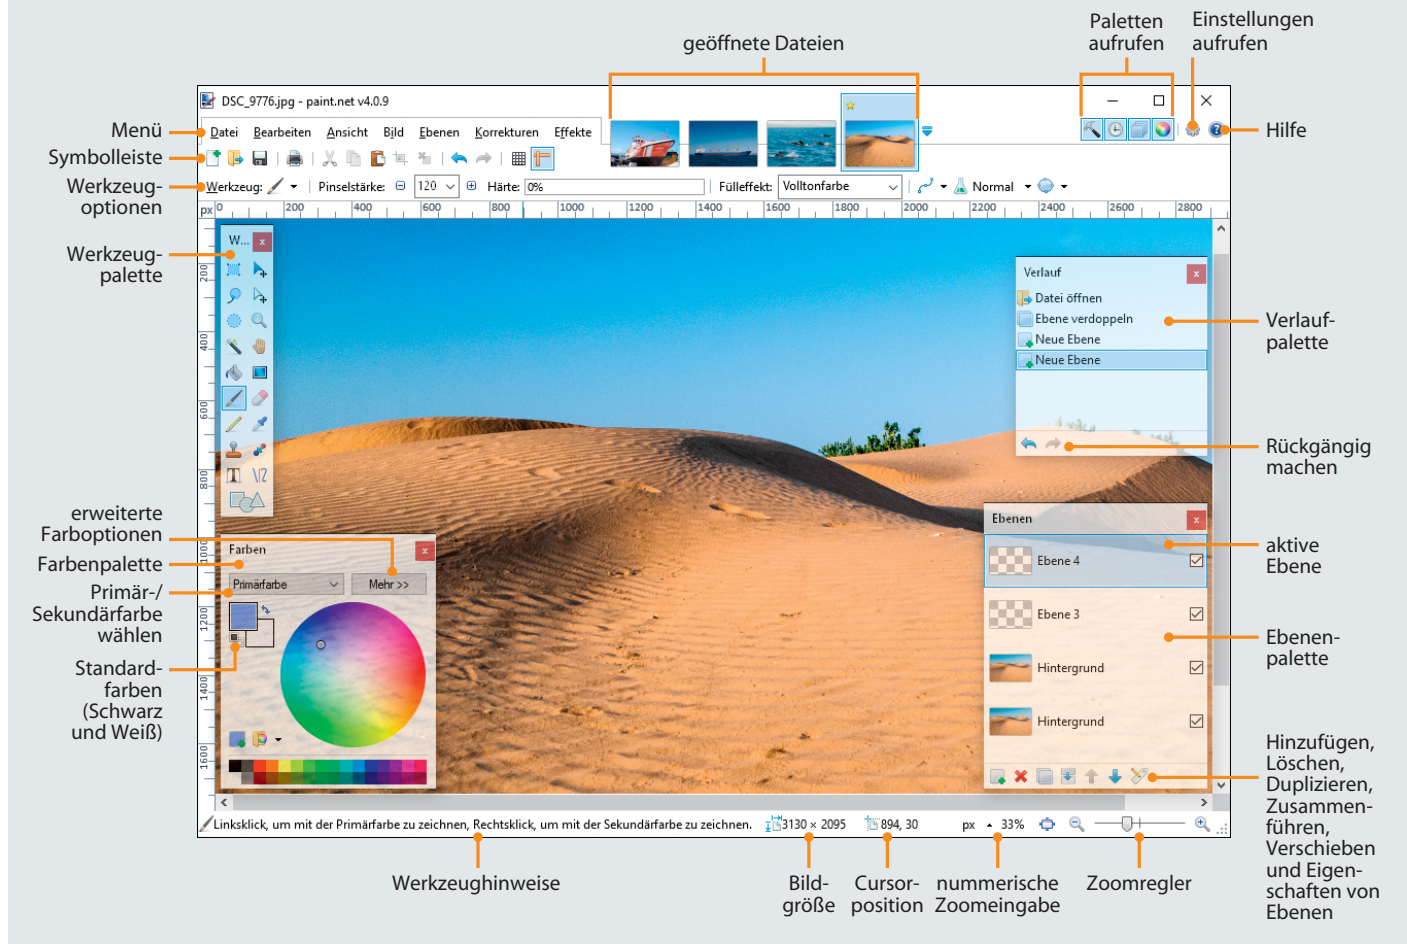 geöffnete Dateien
Paletten
aufrufen
Einstellungen
aufrufen
DSC_9776.jpg - paint.net v4.0.9
Menü
Datei Bearbeiten Ansicht Bild Ebenen Korrekturen Effekte
Hilfe
Symbolleiste
Werkzeug-
optionen
Werkzeug: Pinselstärke: 120 Härte: 0% Fülleffekt: Volltonfarbe Normal
px 0 200 400 600 800 1000 1200 1400 1600 1800 2000 2200 2400 2600 2800
200
400
600
800
1000
1200
1400
1600
Werkzeug-
palette
W... x
Verlauf x
Datei öffnen
Ebene verdoppeln
Neue Ebene
Neue Ebene
Verlauf-
palette
Rückgängig
machen
erweiterte
Farboptionen
Farbenpalette
Primär-/
Sekundärfarbe
wählen
Standard-
farben
(Schwarz
und Weiß)
Farben x
Primärfarbe Mehr >>
Ebenen x
Ebene 4
Ebene 3
Hintergrund
Hintergrund
aktive
Ebene
Ebenen-
palette
Hinzufügen,
Löschen,
Duplizieren,
Zusammen-
führen,
Verschieben
und Eigen-
schaften von
Ebenen
Linksklick, um mit der Primärfarbe zu zeichnen, Rechtsklick, um mit der Sekundärfarbe zu zeichnen. 3130 × 2095 894, 30 px 33%
Werkzeughinweise
Bild-
größe
Cursor-
position
nummerische
Zoomeingabe
Zoomregler